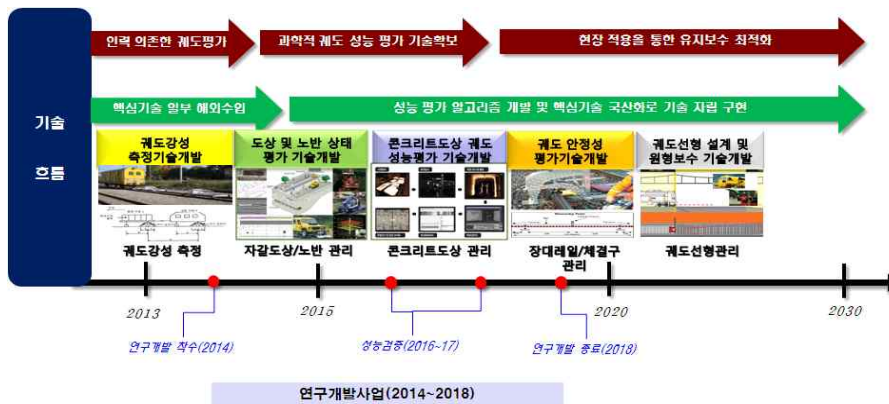 인력 의존한 궤도평가
과학적 궤도 성능 평가 기술확보
현장 적용을 통한 유지보수 최적화
핵심기술 일부 해외수입
성능 평가 알고리즘 개발 및 핵심기술 국산화로 기술 자립 구현
기술
흐름
궤도강성
측정기술개발
도상 및 노반 상태
평가 기술개발
콘크리트도상 궤도
성능평가 기술개발
궤도 안정성
평가기술개발
궤도선형 설계 및
원형보수 기술개발
궤도강성 측정
자갈도상/노반 관리
콘크리트도상 관리
장대레일/체결구
관리
궤도선형관리
2013
2015
2020
2030
연구개발 착수(2014)
성능검증(2016~17)
연구개발 종료(2018)
연구개발사업(2014~2018)